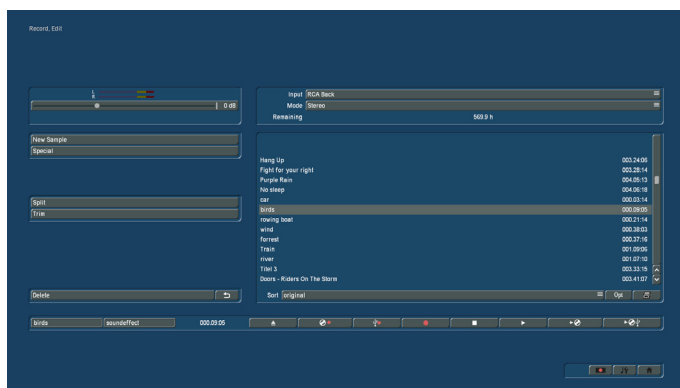 Record, Edit
L
R
0 dB
Input RCA Back
Mode Stereo
Remaining 569.9 h
New Sample
Special
Split
Trim
Delete
Hang Up 003.24:06
Fight for your right 003.28:14
Purple Rain 004.05:13
No sleep 004.06:18
car 000.03:14
birds 000.09:05
rowing boat 000.21:14
wind 000.38:03
forrest 000.37:16
Train 001.09:06
river 001.07:10
Titel 3 003.33:15
Doors - Riders On The Storm 003.41:07
Sort original Opt
birds soundeffect 000.09:05